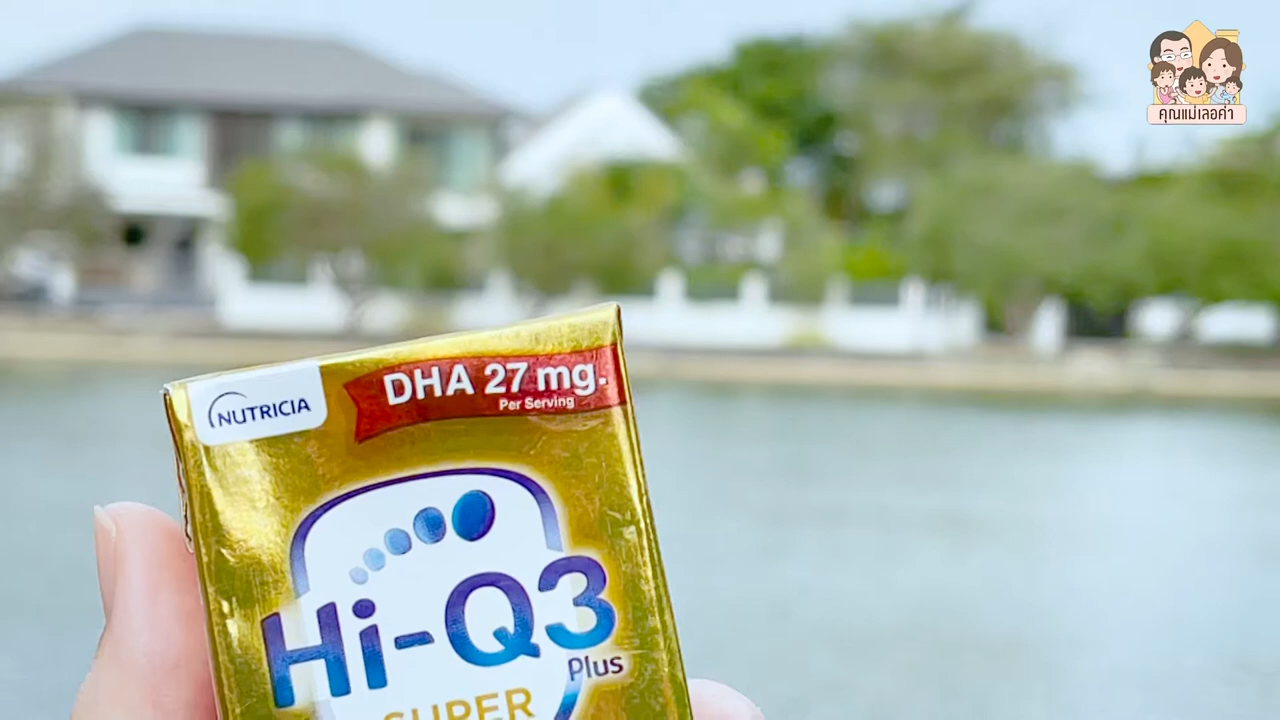 คุณแม่เลอค่า
NUTRICIA
DHA 27 mg.
Per Serving
Hi-Q3
Plus
SUPER